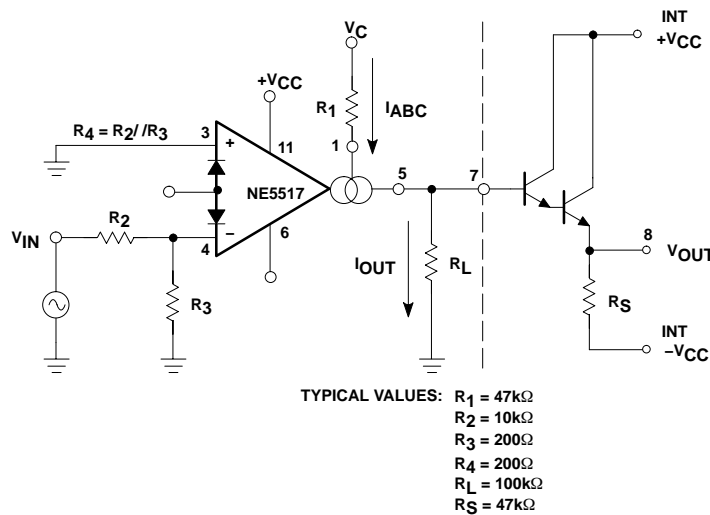 INT
+VCC
VC
+VCC
R1
IABC
R4 = R2/ /R3
3
+
11
1
5
7
NE5517
VIN
R2
4
−
6
8
VOUT
IOUT
RL
RS
R3
INT
−VCC
TYPICAL VALUES: R1 = 47kΩ
R2 = 10kΩ
R3 = 200Ω
R4 = 200Ω
RL = 100kΩ
RS = 47kΩ